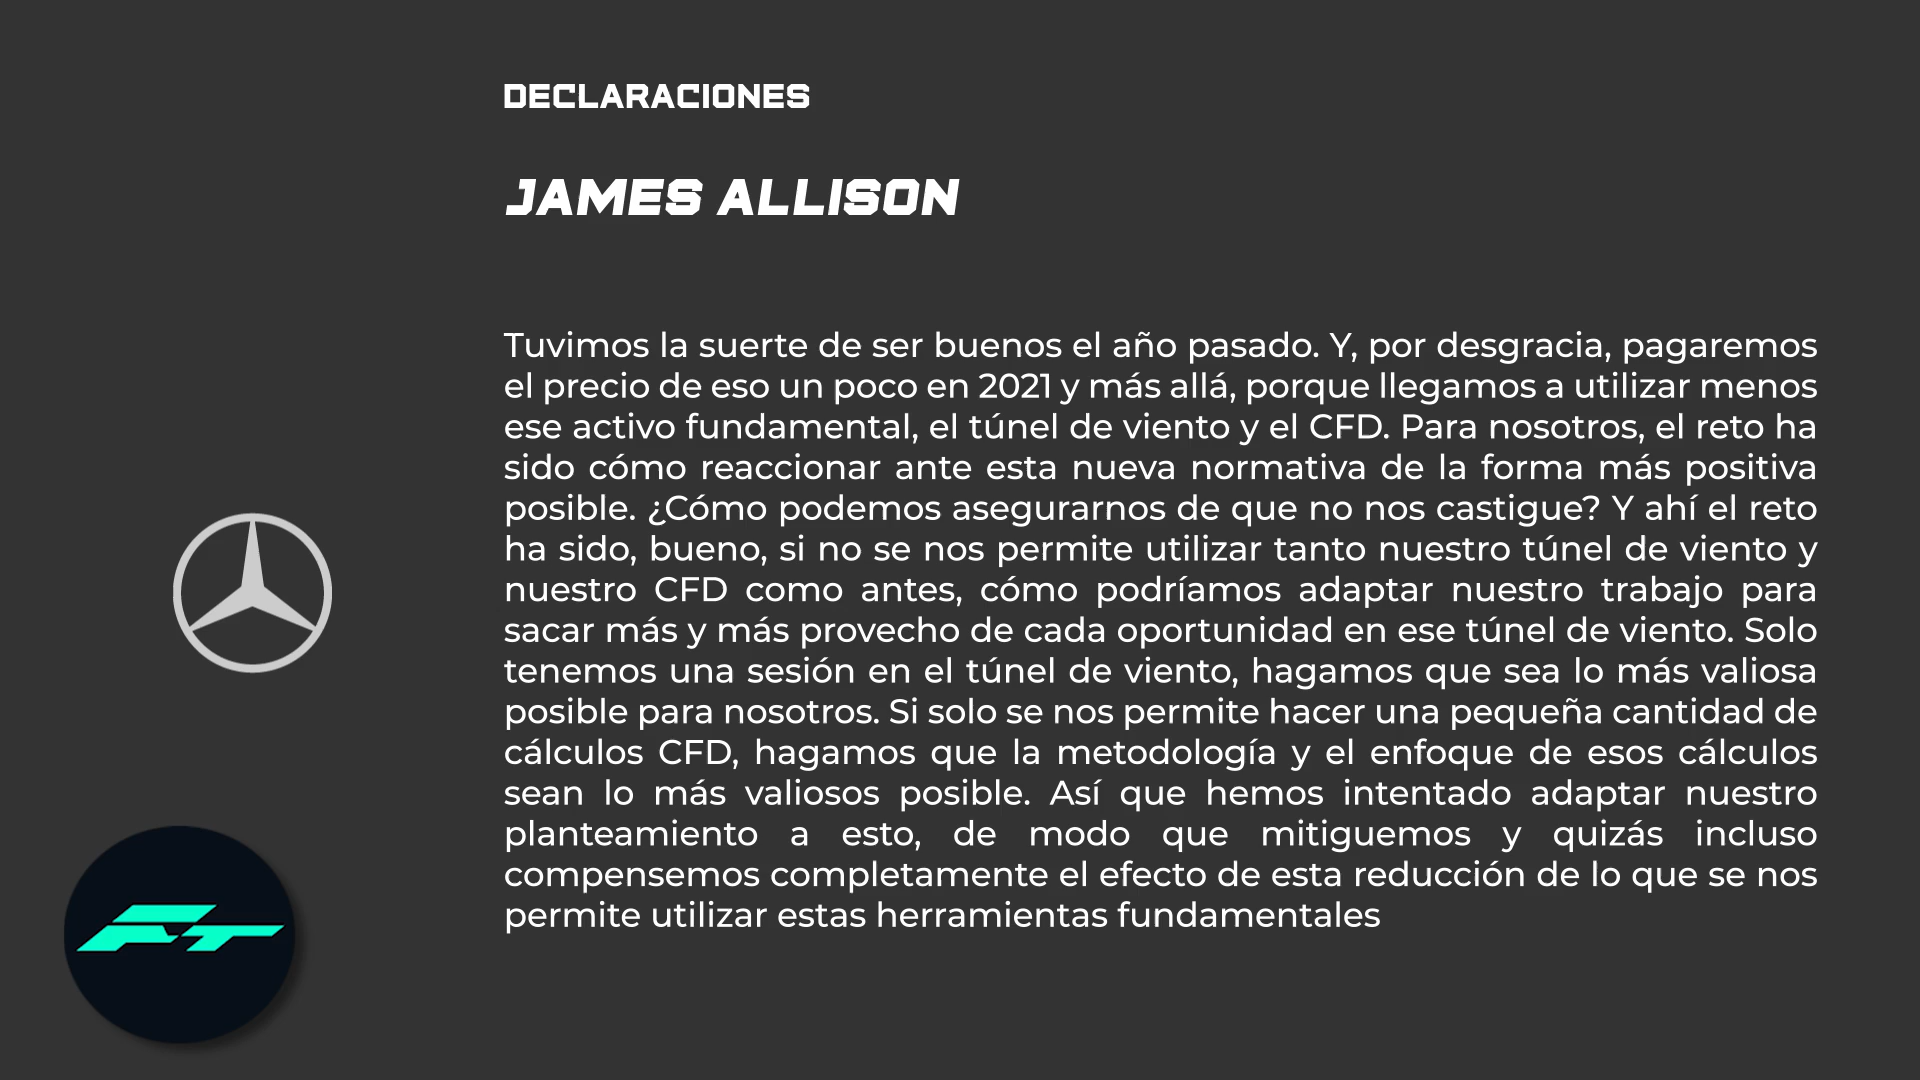 DECLARACIONES
JAMES ALLISON
Tuvimos la suerte de ser buenos el año pasado. Y, por desgracia, pagaremos
el precio de eso un poco en 2021 y más allá, porque llegamos a utilizar menos
ese activo fundamental, el túnel de viento y el CFD. Para nosotros, el reto ha
sido cómo reaccionar ante esta nueva normativa de la forma más positiva
posible. ¿Cómo podemos asegurarnos de que no nos castigue? Y ahí el reto
ha sido, bueno, si no se nos permite utilizar tanto nuestro túnel de viento y
nuestro CFD como antes, cómo podríamos adaptar nuestro trabajo para
sacar más y más provecho de cada oportunidad en ese túnel de viento. Solo
tenemos una sesión en el túnel de viento, hagamos que sea lo más valiosa
posible para nosotros. Si solo se nos permite hacer una pequeña cantidad de
cálculos CFD, hagamos que la metodología y el enfoque de esos cálculos
sean lo más valiosos posible. Así que hemos intentado adaptar nuestro
planteamiento a esto, de modo que mitiguemos y quizás incluso
compensemos completamente el efecto de esta reducción de lo que se nos
permite utilizar estas herramientas fundamentales
FT